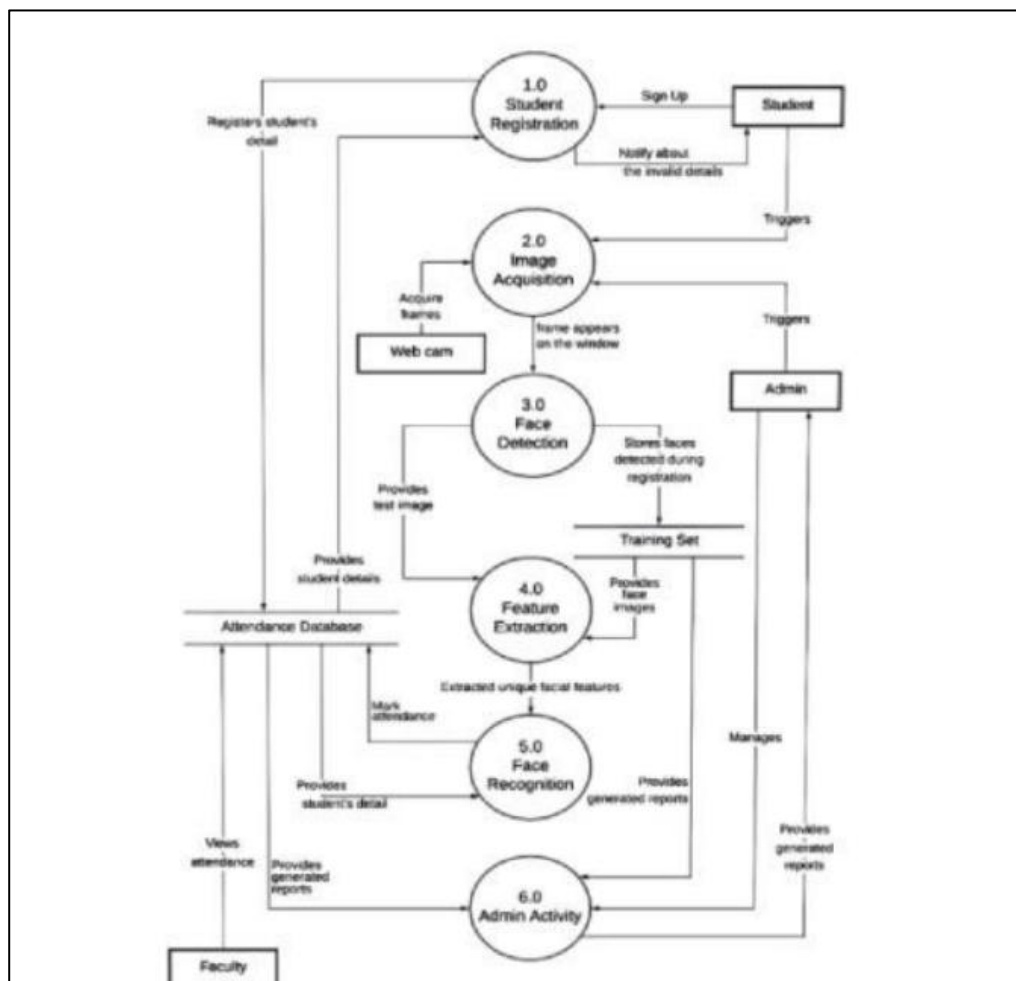 1.0
Student
Registration
Sign Up
Student
Registers student's
detail
Notify about
the invalid details
Triggers
2.0
Image
Acquisition
Acquire
frames
Web cam
frame appears
on the window
Triggers
Admin
3.0
Face
Detection
Stores faces
detected during
registration
Provides
test image
Training Set
Provides
student details
4.0
Feature
Extraction
Provides
face
images
Attendance Database
Extracted unique facial features
Mark
attendance
5.0
Face
Recognition
Manages
Provides
student's detail
Provides
generated reports
Views
attendance
Provides
generated
reports
Provides
generated
reports
6.0
Admin Activity
Faculty